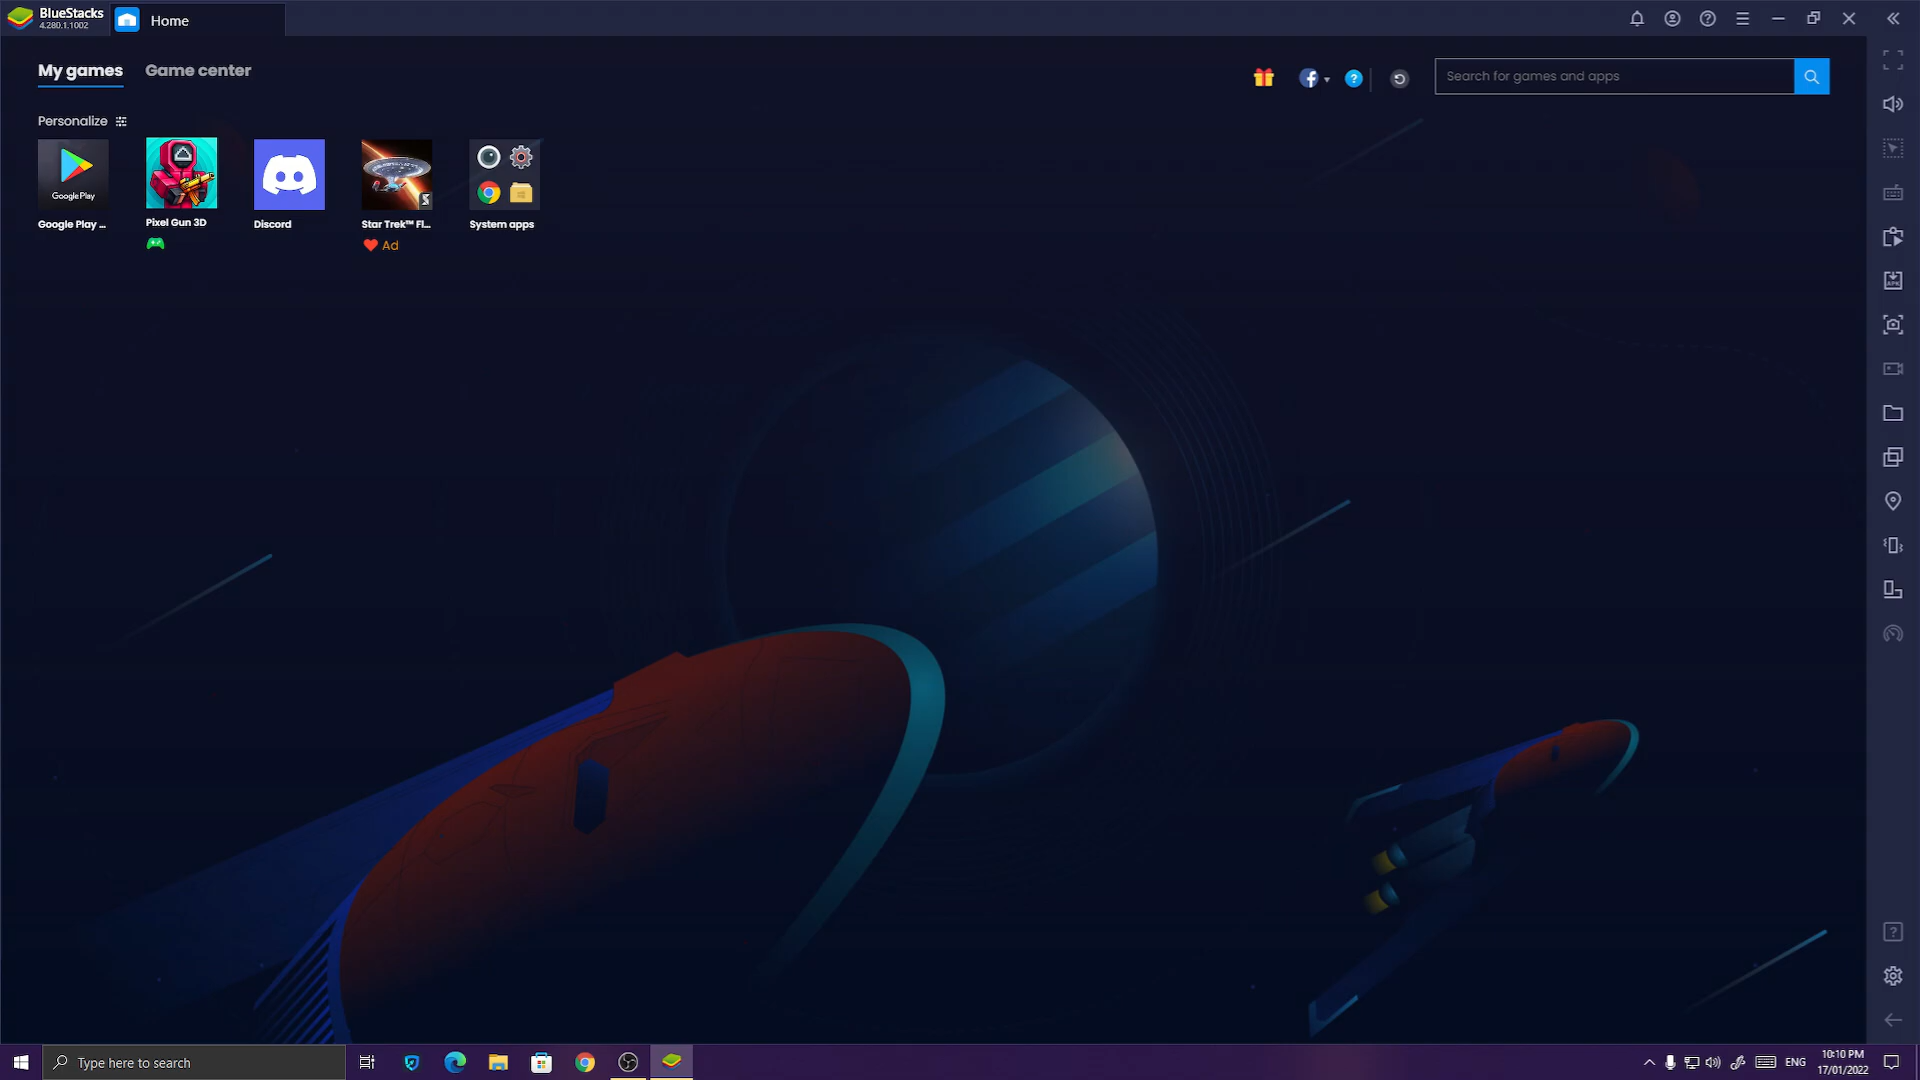 BlueStacks
4.280.1.1002
Home
My games
Game center
Search for games and apps
Personalize
Google Play
Google Play ...
Pixel Gun 3D
Discord
Star Trek™ Fl...
System apps
Ad
APK
Type here to search
ENG
10:10 PM
17/01/2022